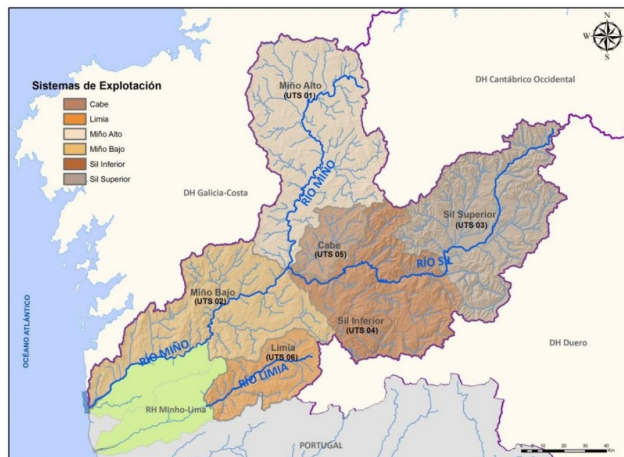 N
W
E
S
DH Cantábrico Occidental
Sistemas de Explotación
Cabe
Limia
Miño Alto
Miño Bajo
Sil Inferior
Sil Superior
Miño Alto
(UTS 01)
DH Galicia-Costa
RÍO MIÑO
Sil Superior
(UTS 03)
Cabe
(UTS 05)
RÍO SIL
Miño Bajo
(UTS 02)
Sil Inferior
(UTS 04)
OCÉANO ATLÁNTICO
RÍO MIÑO
Limia
(UTS 06)
RÍO LIMIA
DH Duero
RH Minho-Lima
PORTUGAL